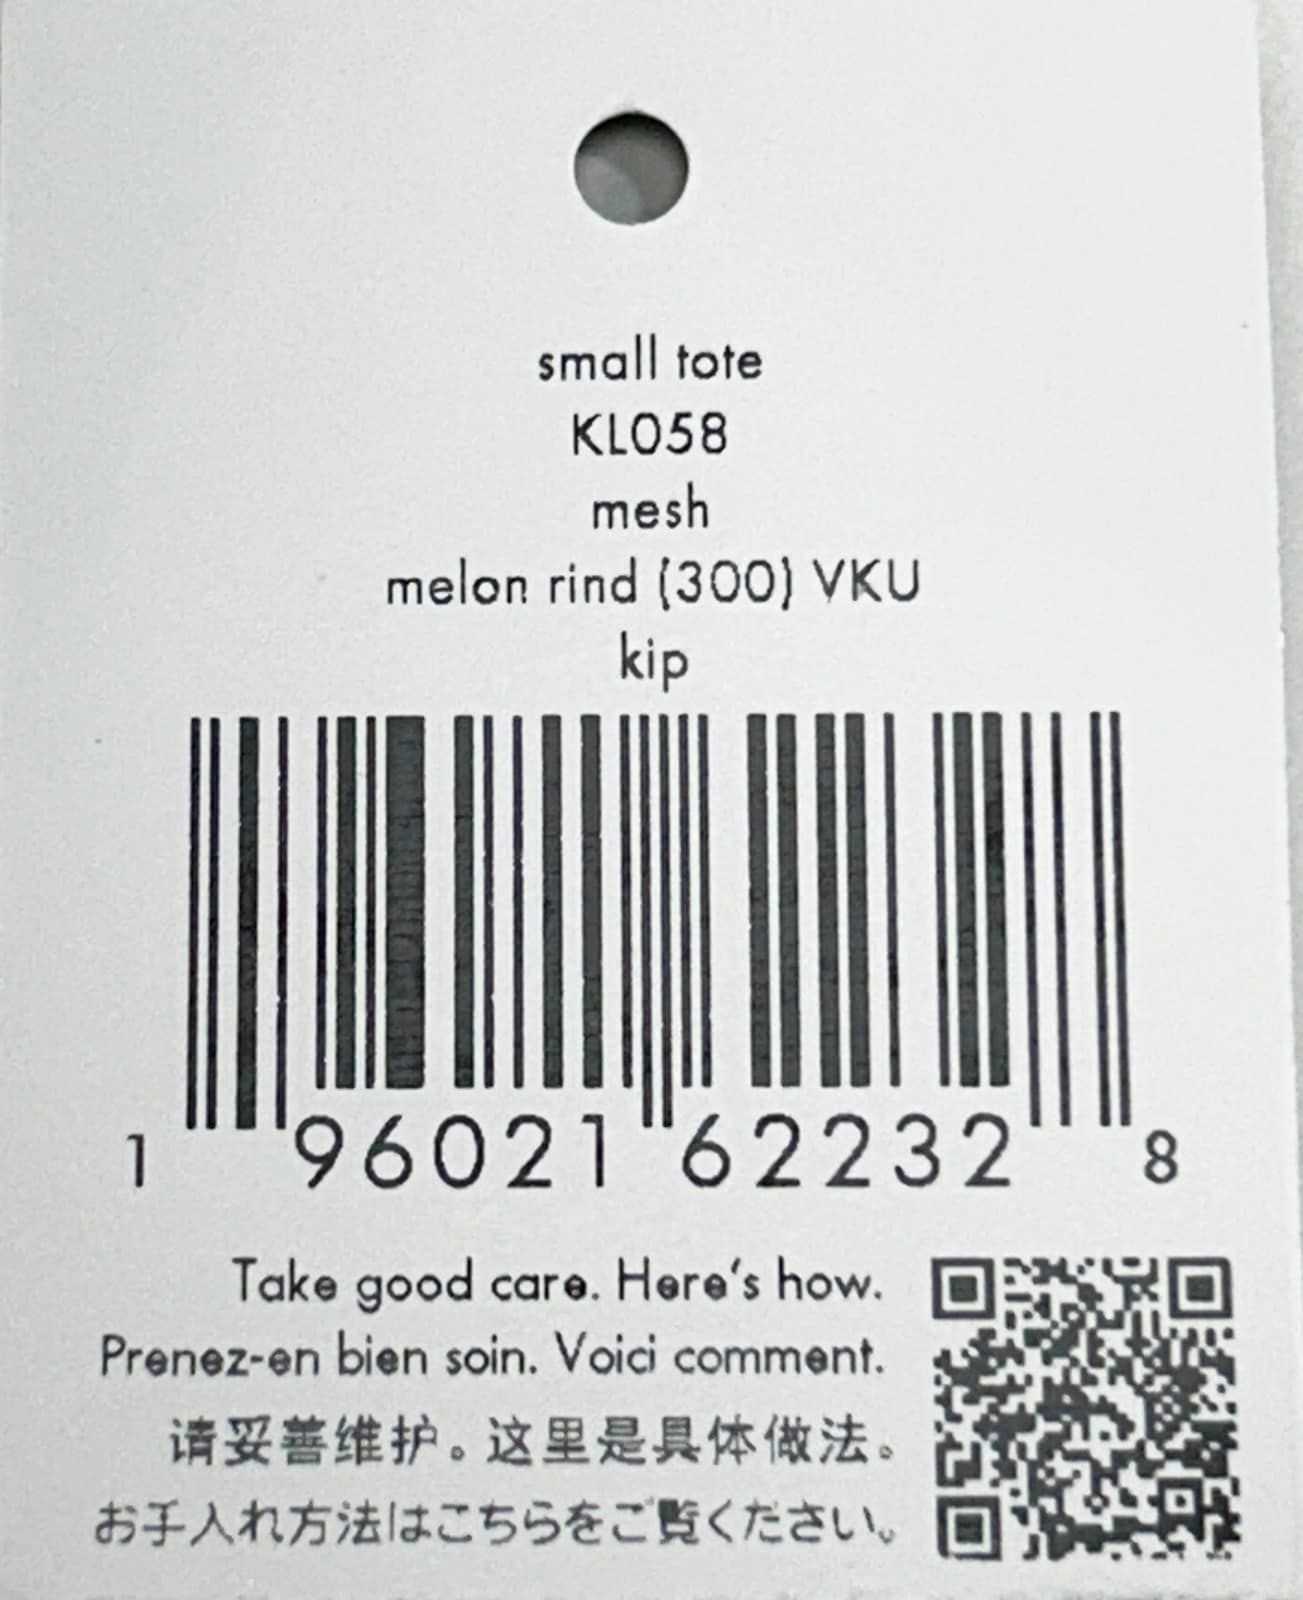 small tote
KL058
mesh
melon rind (300) VKU
kip
1 96021 62232 8
Take good care. Here's how.
Prenez-en bien soin. Voici comment.
请妥善维护。这里是具体做法。
お手入れ方法はこちらをご覧ください。